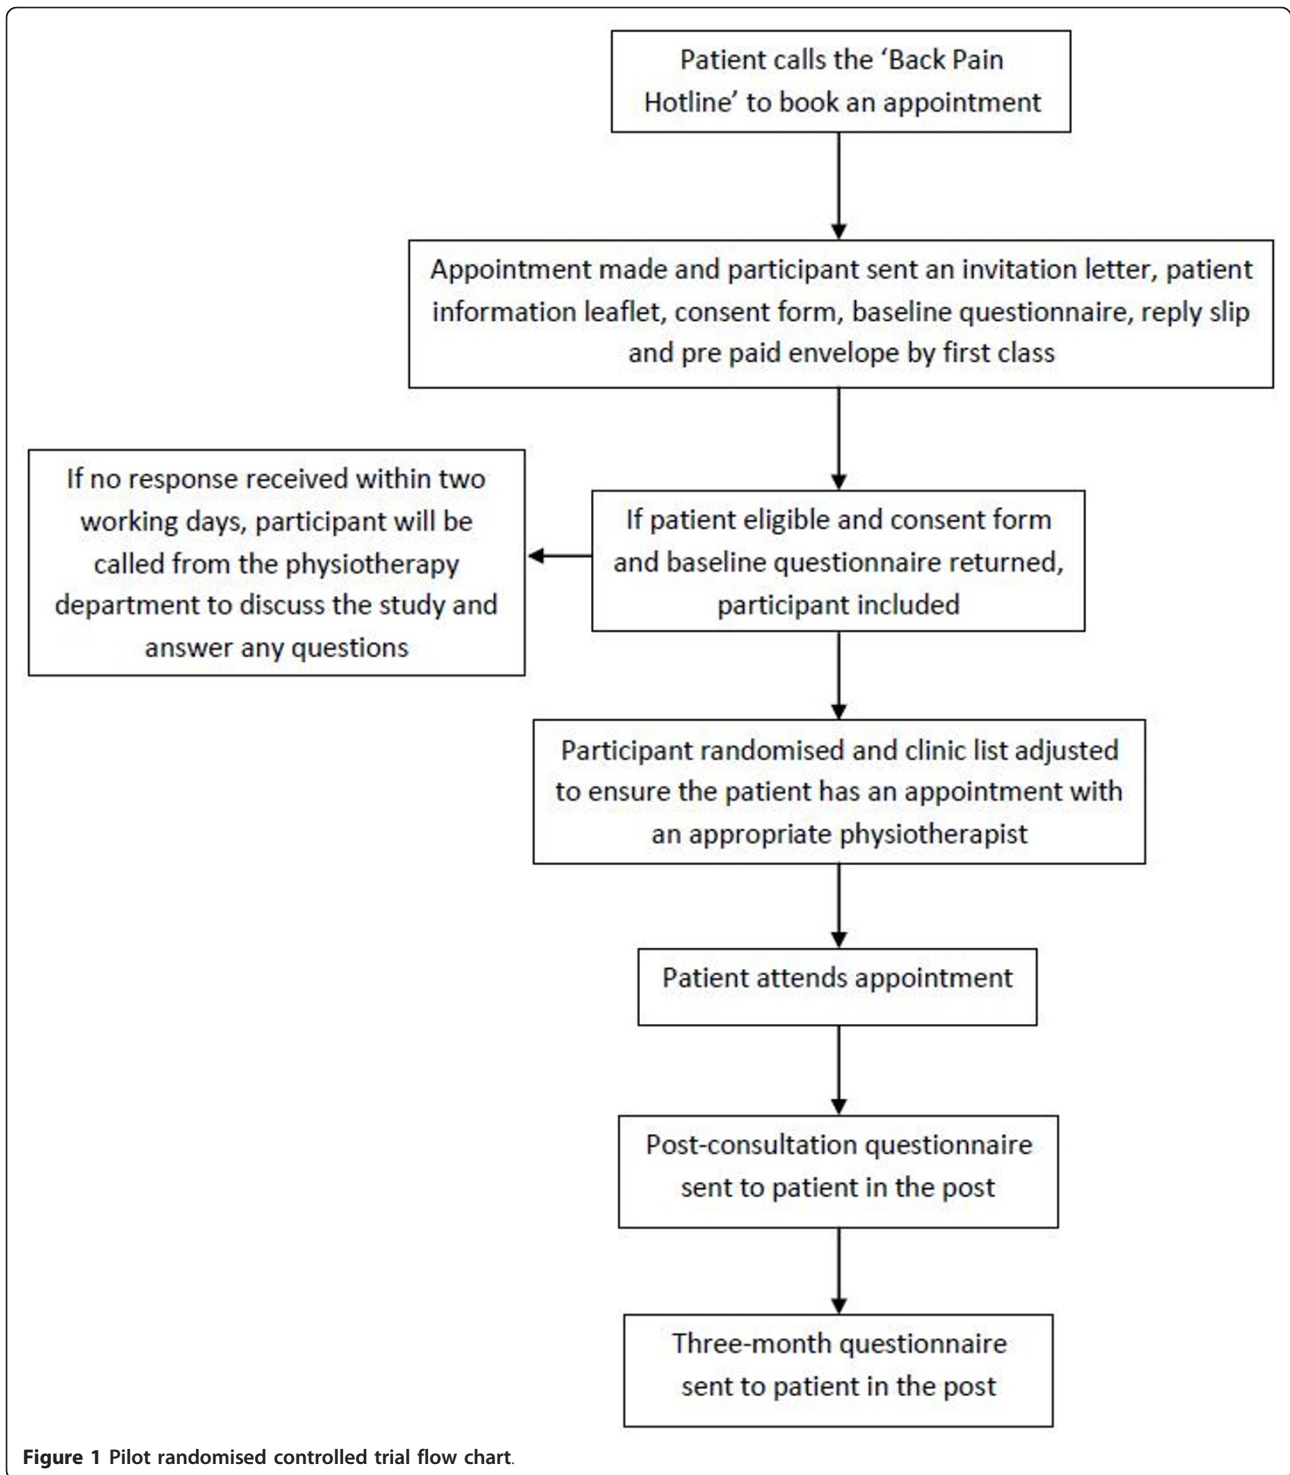 Patient calls the ‘Back Pain
Hotline’ to book an appointment
Appointment made and participant sent an invitation letter, patient
information leaflet, consent form, baseline questionnaire, reply slip
and pre paid envelope by first class
If no response received within two
working days, participant will be
called from the physiotherapy
department to discuss the study and
answer any questions
If patient eligible and consent form
and baseline questionnaire returned,
participant included
Participant randomised and clinic list adjusted
to ensure the patient has an appointment with
an appropriate physiotherapist
Patient attends appointment
Post-consultation questionnaire
sent to patient in the post
Three-month questionnaire
sent to patient in the post
Figure 1 Pilot randomised controlled trial flow chart.